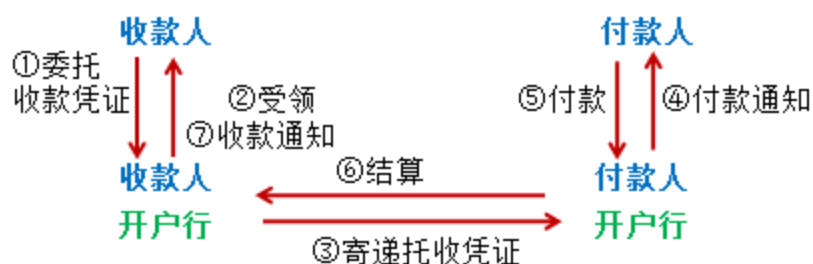 收款人 付款人
①委托
收款凭证
②受领
⑦收款通知
⑤付款
④付款通知
收款人
开户行
⑥结算
付款人
开户行
③寄递托收凭证